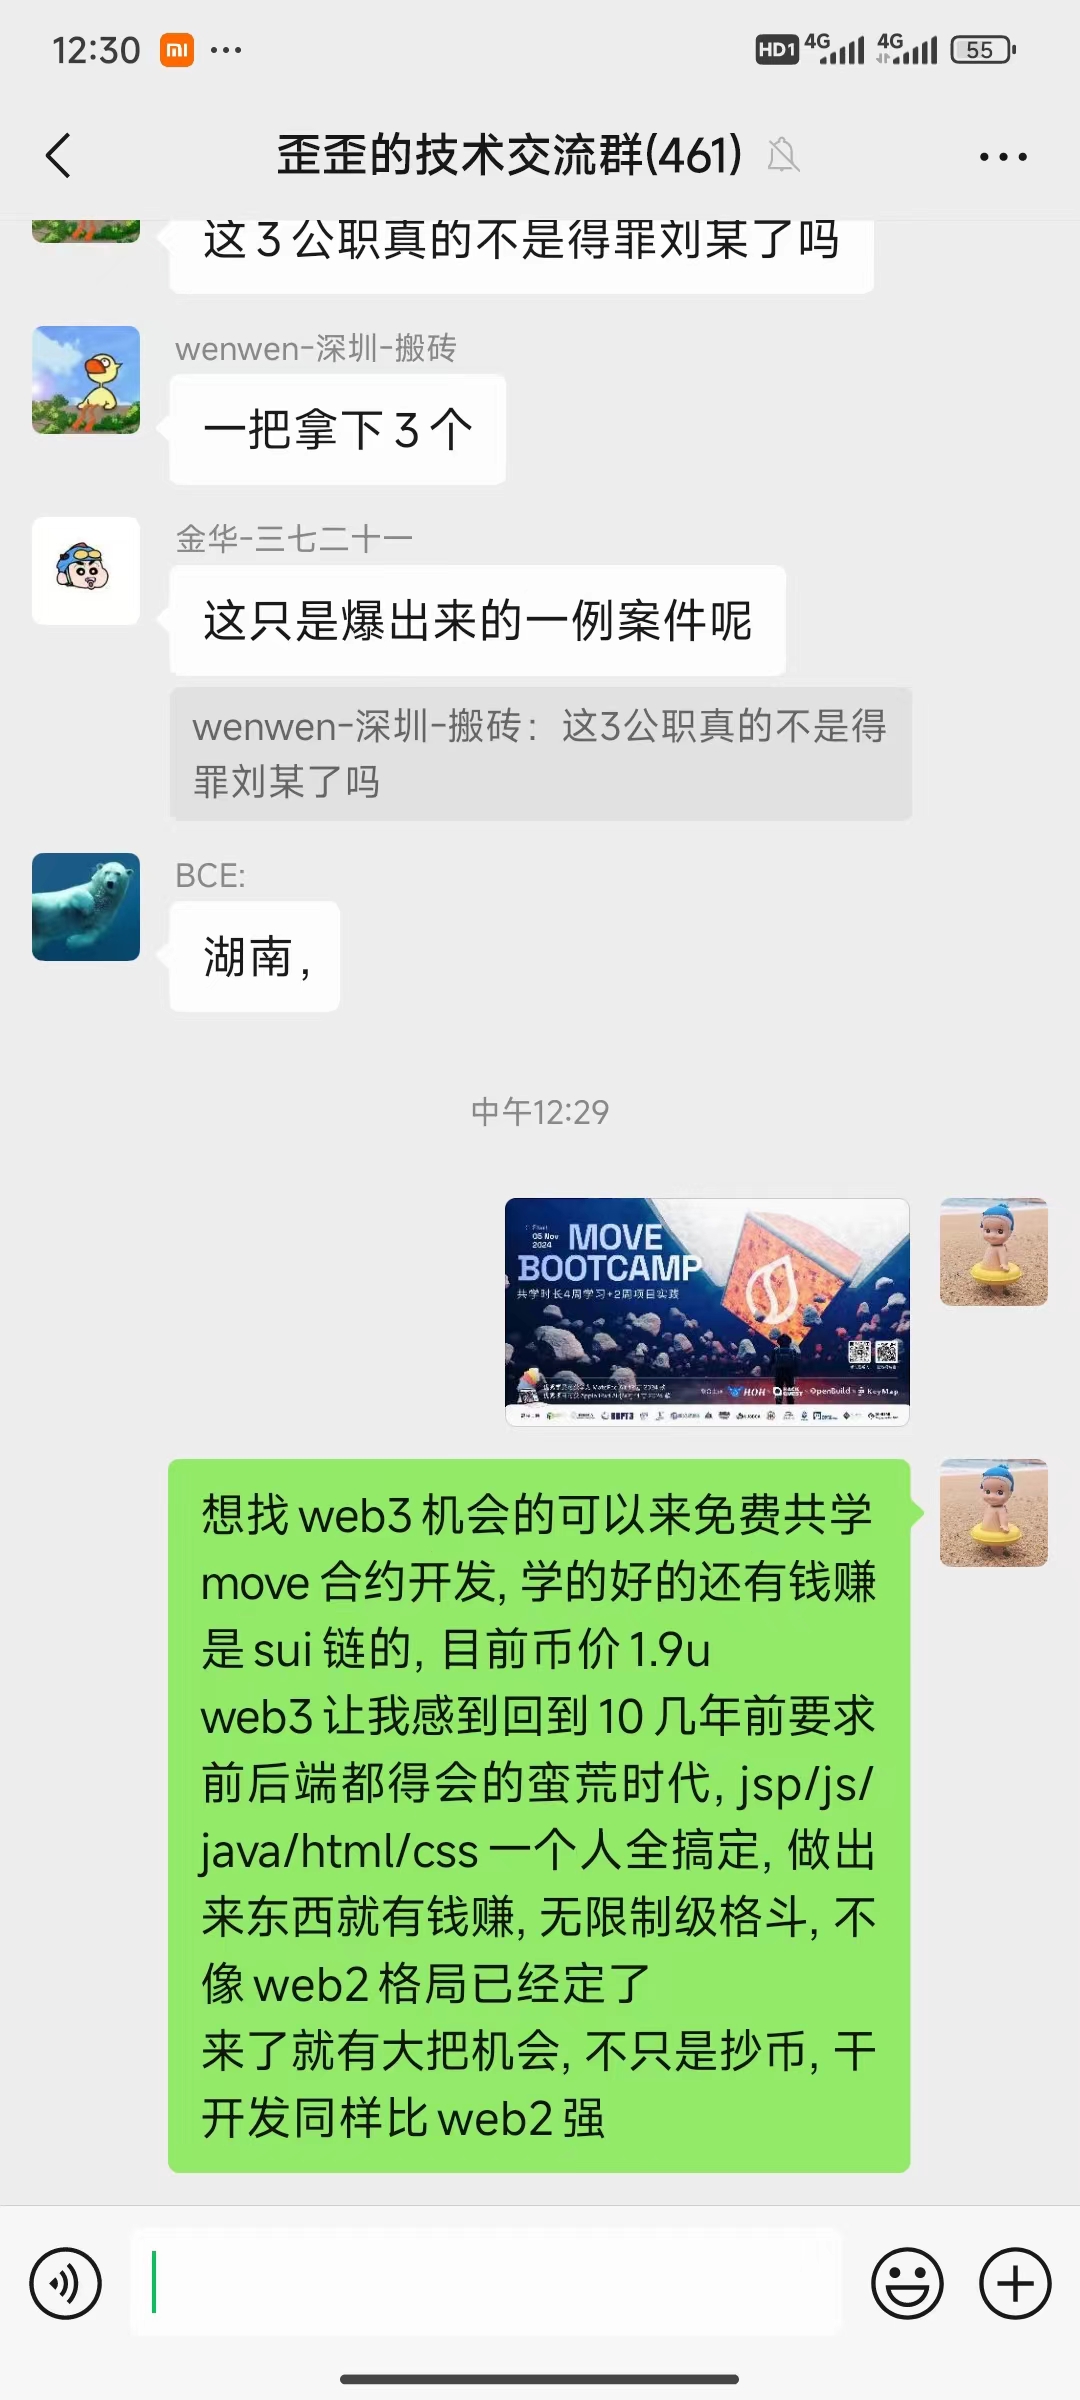 12:30
HD1 4G 4G 55
歪歪的技术交流群(461)
这3公职真的不是得罪刘某了吗
wenwen-深圳-搬砖
一把拿下3个
金华-三七二十一
这只是爆出来的一例案件呢
wenwen-深圳-搬砖：这3公职真的不是得
罪刘某了吗
BCE:
湖南,
中午12:29
05 Nov
2024
MOVE
BOOTCAMP
共学时长4周学习+2周项目实践
HOH OpenBuild KeyMap
想找web3机会的可以来免费共学
move合约开发, 学的好的还有钱赚
是sui链的, 目前币价1.9u
web3让我感到回到10几年前要求
前后端都得会的蛮荒时代, jsp/js/
java/html/css一个人全搞定, 做出
来东西就有钱赚, 无限制级格斗, 不
像web2格局已经定了
来了就有大把机会, 不只是抄币, 干
开发同样比web2强